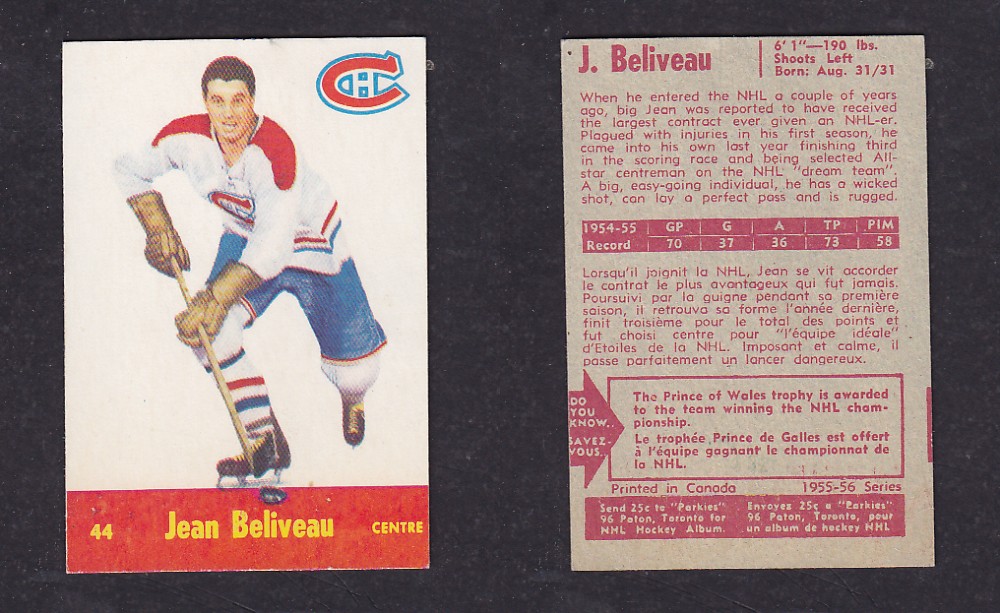 44
Jean Beliveau
CENTRE
J. Beliveau
6' 1"—190 lbs.
Shoots Left
Born: Aug. 31/31
When he entered the NHL a couple of years
ago, big Jean was reported to have received
the largest contract ever given an NHL-er.
Plagued with injuries in his first season, he
came into his own last year finishing third
in the scoring race and being selected All-
star centreman on the NHL "dream team".
A big, easy-going individual, he has a wicked
shot, can lay a perfect pass and is rugged.
1954-55 GP G A TP PIM
Record 70 37 36 73 58
Lorsqu'il joignit la NHL, Jean se vit accorder
le contrat le plus avantageux qui fut jamais.
Poursuivi par la guigne pendant sa première
saison, il retrouva sa forme l'année dernière,
finit troisième pour le total des points et
fut choisi centre pour "l'équipe idéale"
d'Etoiles de la NHL. Imposant et calme, il
passe parfaitement un lancer dangereux.
DO
YOU
KNOW..
SAVEZ-
VOUS..
The Prince of Wales trophy is awarded
to the team winning the NHL cham-
pionship.
Le trophée Prince de Galles est offert
à l'équipe gagnant le championnat de
la NHL.
Printed in Canada 1955-56 Series
Send 25c to "Parkies"
96 Paton, Toronto for
NHL Hockey Album.
Envoyez 25c a "Parkies"
96 Paton, Toronto, pour
un album de hockey NHL